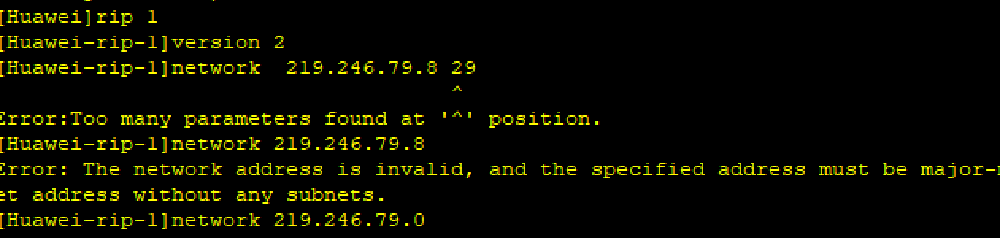 [Huawei]rip 1
[Huawei-rip-1]version 2
[Huawei-rip-1]network  219.246.79.8 29
^
Error:Too many parameters found at '^' position.
[Huawei-rip-1]network 219.246.79.8
Error: The network address is invalid, and the specified address must be major-
et address without any subnets.
[Huawei-rip-1]network 219.246.79.0